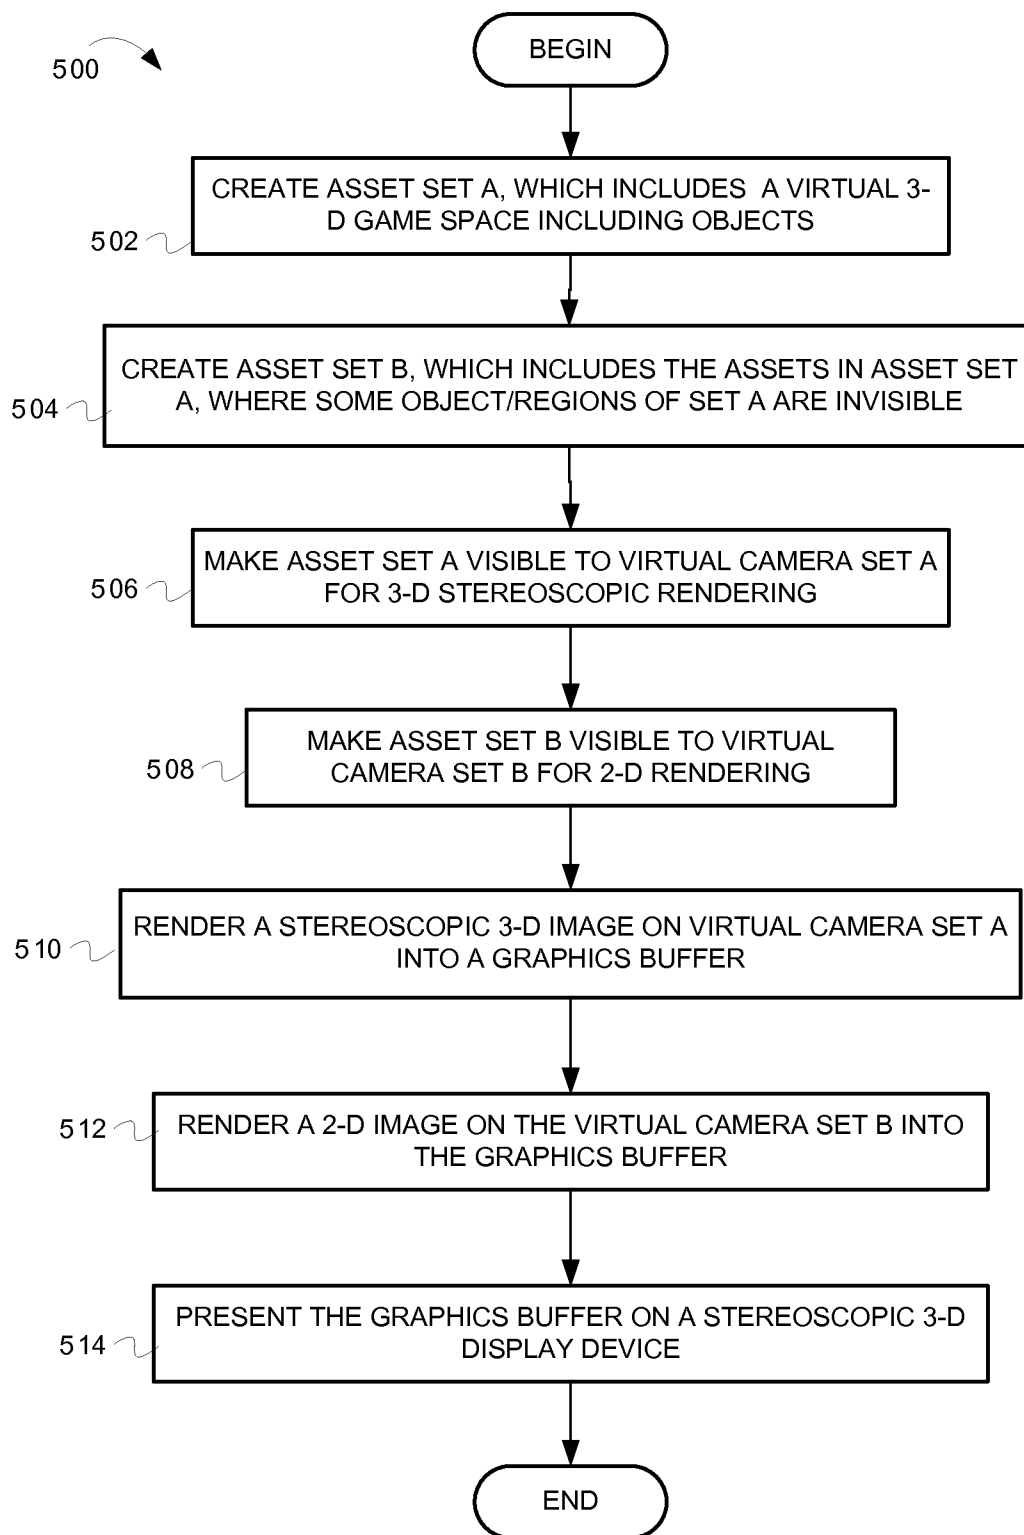 500
BEGIN
CREATE ASSET SET A, WHICH INCLUDES A VIRTUAL 3-
D GAME SPACE INCLUDING OBJECTS
502
CREATE ASSET SET B, WHICH INCLUDES THE ASSETS IN ASSET SET
A, WHERE SOME OBJECT/REGIONS OF SET A ARE INVISIBLE
504
MAKE ASSET SET A VISIBLE TO VIRTUAL CAMERA SET A
FOR 3-D STEREOSCOPIC RENDERING
506
MAKE ASSET SET B VISIBLE TO VIRTUAL
CAMERA SET B FOR 2-D RENDERING
508
RENDER A STEREOSCOPIC 3-D IMAGE ON VIRTUAL CAMERA SET A
INTO A GRAPHICS BUFFER
510
RENDER A 2-D IMAGE ON THE VIRTUAL CAMERA SET B INTO
THE GRAPHICS BUFFER
512
PRESENT THE GRAPHICS BUFFER ON A STEREOSCOPIC 3-D
DISPLAY DEVICE
514
END